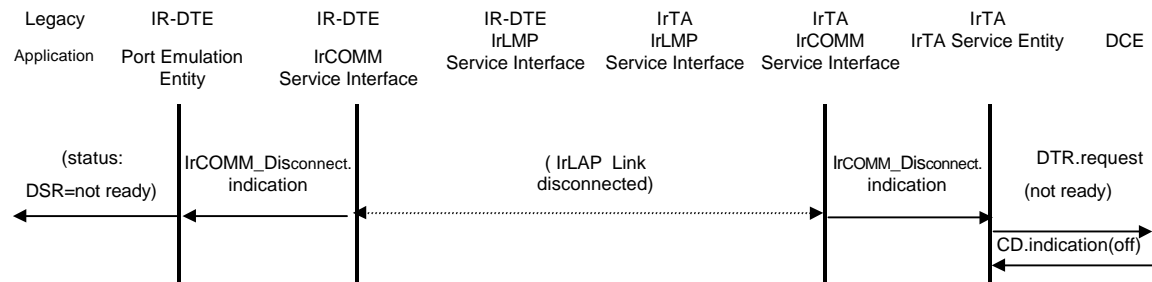 Legacy
Application
IR-DTE
Port Emulation
Entity
IR-DTE
IrCOMM
Service Interface
IR-DTE
IrLMP
Service Interface
IrTA
IrLMP
Service Interface
IrTA
IrCOMM
Service Interface
IrTA
IrTA Service Entity
DCE
(status:
DSR=not ready)
IrCOMM_Disconnect.
indication
( IrLAP Link
disconnected)
IrCOMM_Disconnect.
indication
DTR.request
(not ready)
CD.indication(off)